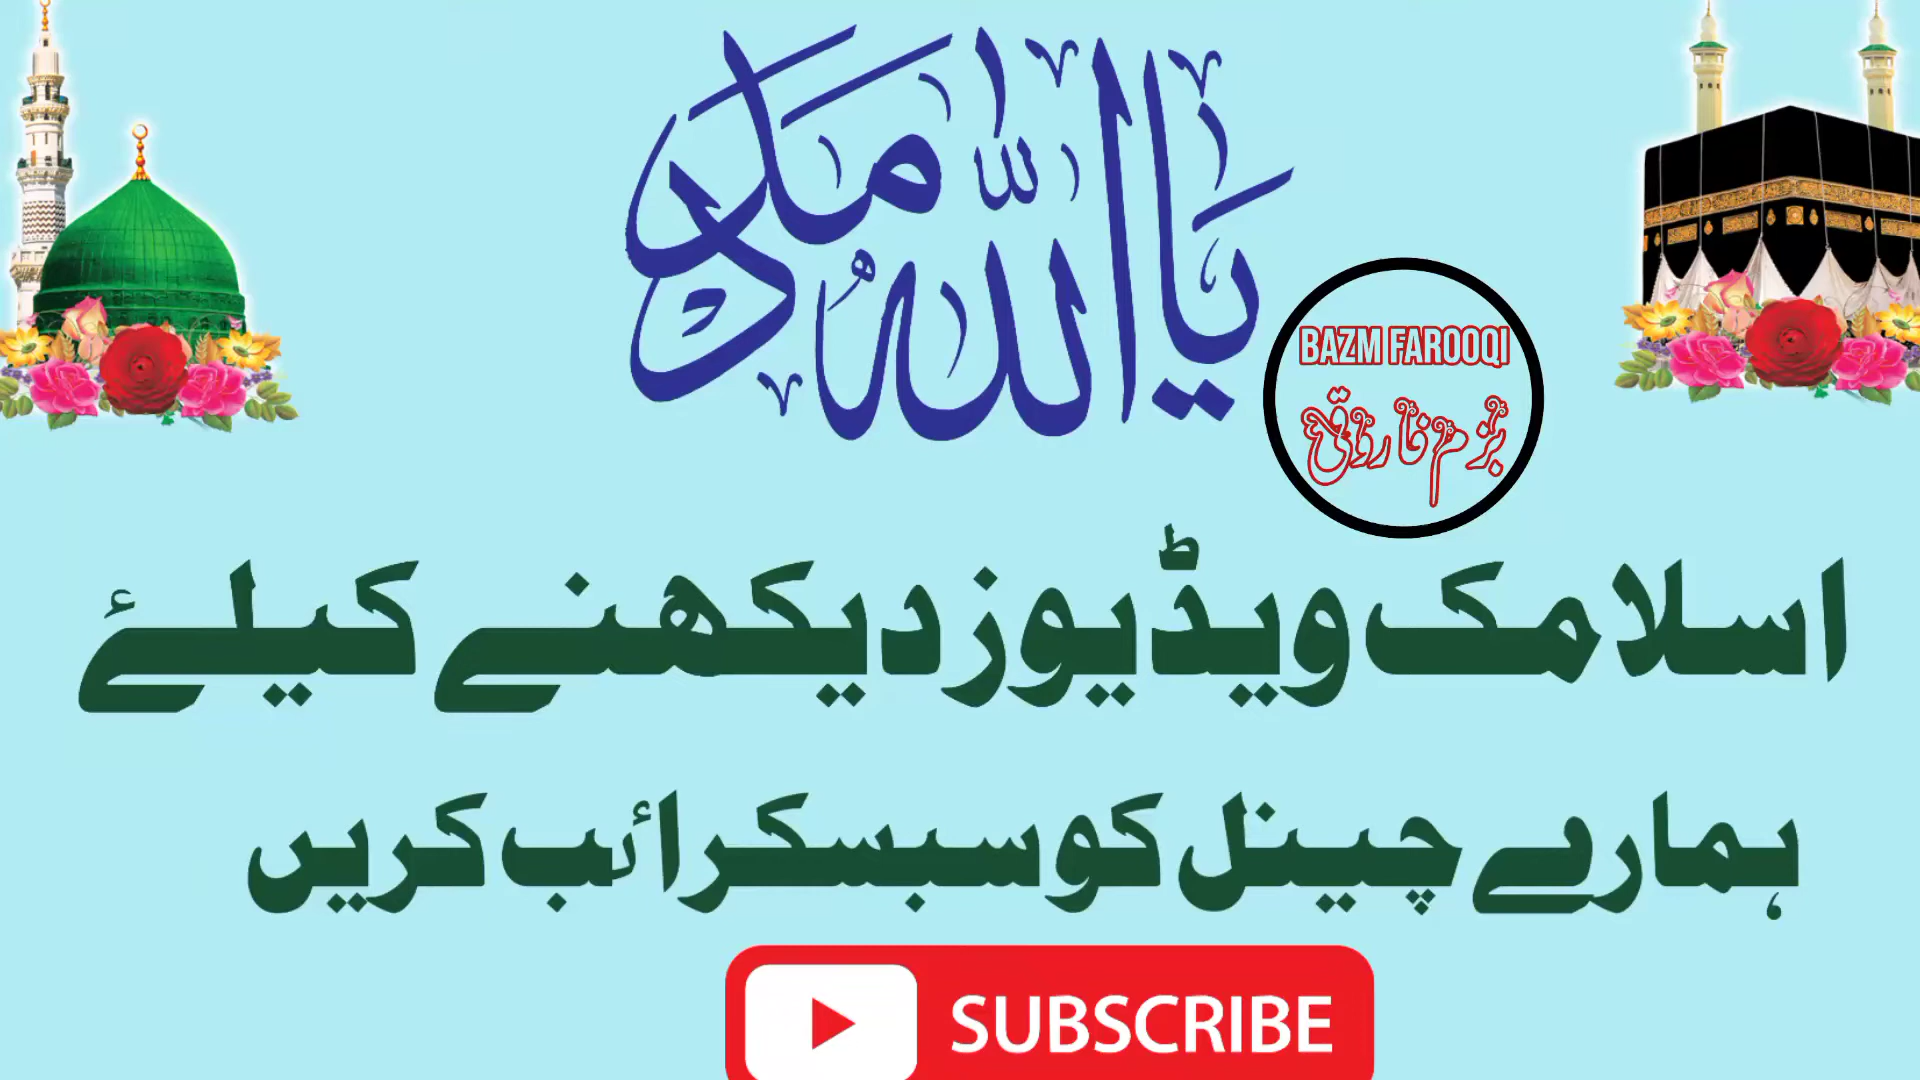 یا اللہ مدد
BAZM FAROOQI
بزم فاروقی
اسلامک ویڈیوز دیکھنے کیلئے
ہمارے چینل کو سبسکرائب کریں
SUBSCRIBE